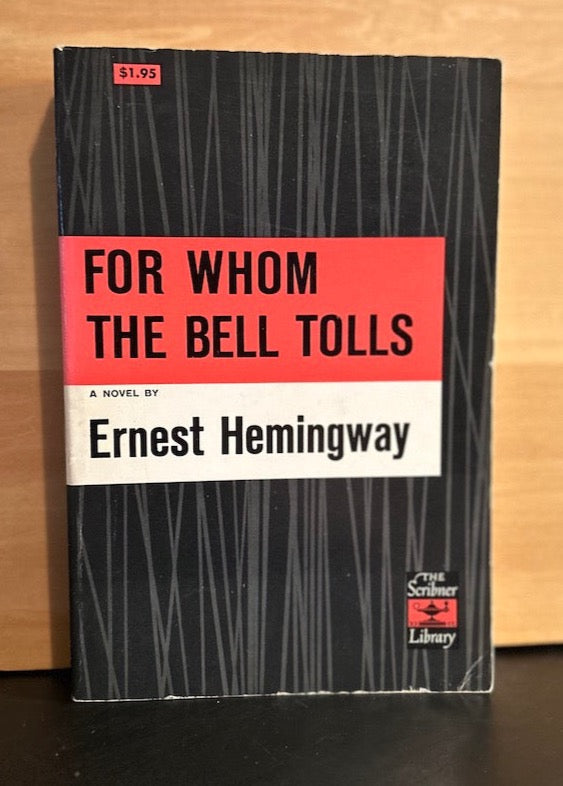 $1.95
FOR WHOM
THE BELL TOLLS
A NOVEL BY
Ernest Hemingway
THE
Scribner
Library